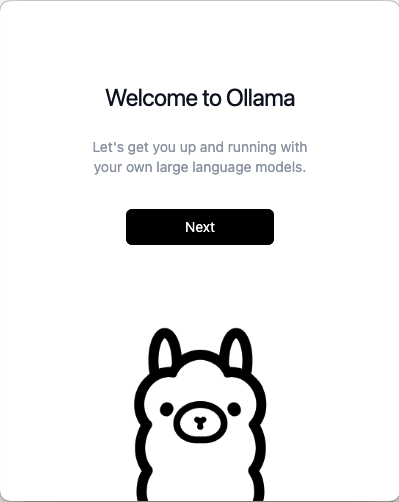 Welcome to Ollama
Let's get you up and running with
your own large language models.
Next